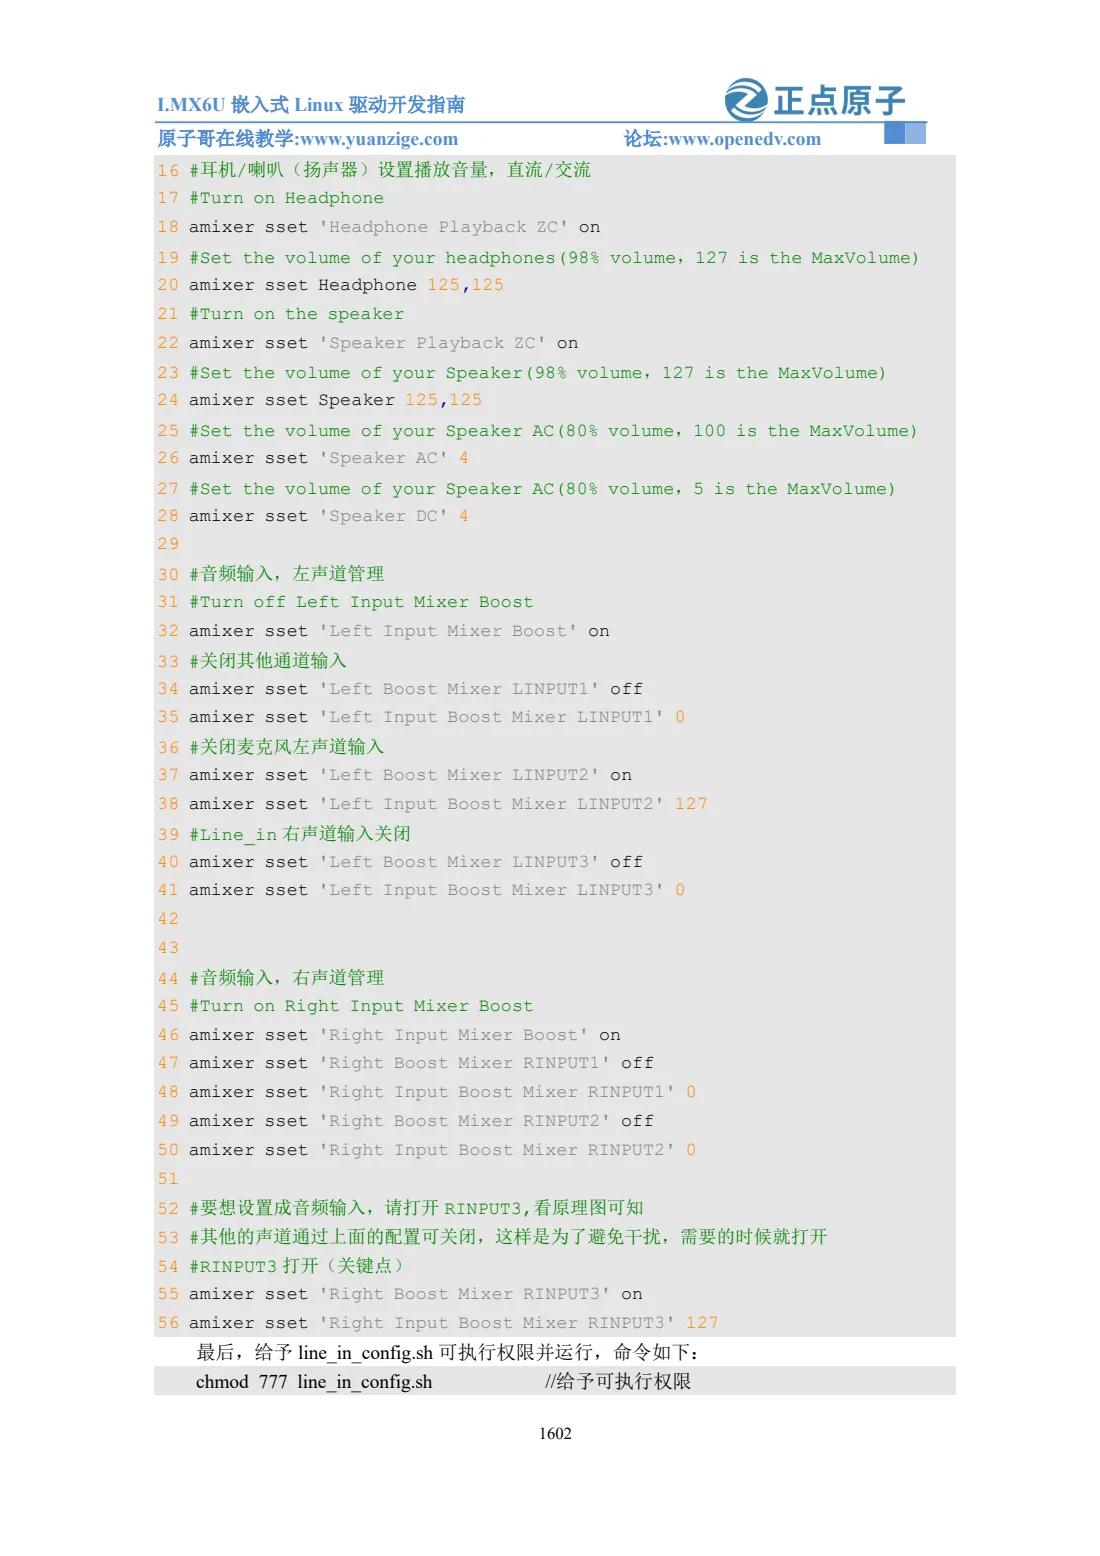 I.MX6U 嵌入式 Linux 驱动开发指南
正点原子
原子哥在线教学:www.yuanzige.com 论坛:www.openedv.com
16 #耳机/喇叭（扬声器）设置播放音量，直流/交流
17 #Turn on Headphone
18 amixer sset 'Headphone Playback ZC' on
19 #Set the volume of your headphones(98% volume，127 is the MaxVolume)
20 amixer sset Headphone 125,125
21 #Turn on the speaker
22 amixer sset 'Speaker Playback ZC' on
23 #Set the volume of your Speaker(98% volume，127 is the MaxVolume)
24 amixer sset Speaker 125,125
25 #Set the volume of your Speaker AC(80% volume，100 is the MaxVolume)
26 amixer sset 'Speaker AC' 4
27 #Set the volume of your Speaker AC(80% volume，5 is the MaxVolume)
28 amixer sset 'Speaker DC' 4
29
30 #音频输入，左声道管理
31 #Turn off Left Input Mixer Boost
32 amixer sset 'Left Input Mixer Boost' on
33 #关闭其他通道输入
34 amixer sset 'Left Boost Mixer LINPUT1' off
35 amixer sset 'Left Input Boost Mixer LINPUT1' 0
36 #关闭麦克风左声道输入
37 amixer sset 'Left Boost Mixer LINPUT2' on
38 amixer sset 'Left Input Boost Mixer LINPUT2' 127
39 #Line_in 右声道输入关闭
40 amixer sset 'Left Boost Mixer LINPUT3' off
41 amixer sset 'Left Input Boost Mixer LINPUT3' 0
42
43
44 #音频输入，右声道管理
45 #Turn on Right Input Mixer Boost
46 amixer sset 'Right Input Mixer Boost' on
47 amixer sset 'Right Boost Mixer RINPUT1' off
48 amixer sset 'Right Input Boost Mixer RINPUT1' 0
49 amixer sset 'Right Boost Mixer RINPUT2' off
50 amixer sset 'Right Input Boost Mixer RINPUT2' 0
51
52 #要想设置成音频输入，请打开 RINPUT3,看原理图可知
53 #其他的声道通过上面的配置可关闭，这样是为了避免干扰，需要的时候就打开
54 #RINPUT3 打开（关键点）
55 amixer sset 'Right Boost Mixer RINPUT3' on
56 amixer sset 'Right Input Boost Mixer RINPUT3' 127
最后，给予 line_in_config.sh 可执行权限并运行，命令如下：
chmod 777 line_in_config.sh //给予可执行权限
1602